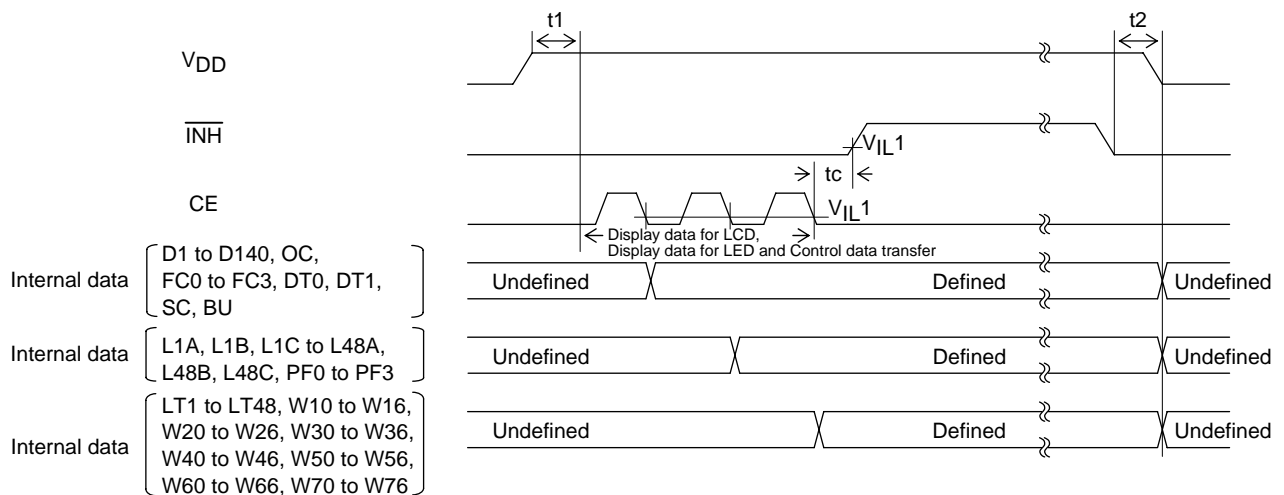 t1
t2
VDD
INH
VIL1
tc
CE
VIL1
Display data for LCD,
Display data for LED and Control data transfer
Internal data
D1 to D140, OC,
FC0 to FC3, DT0, DT1,
SC, BU
Undefined
Defined
Undefined
Internal data
L1A, L1B, L1C to L48A,
L48B, L48C, PF0 to PF3
Undefined
Defined
Undefined
Internal data
LT1 to LT48, W10 to W16,
W20 to W26, W30 to W36,
W40 to W46, W50 to W56,
W60 to W66, W70 to W76
Undefined
Defined
Undefined